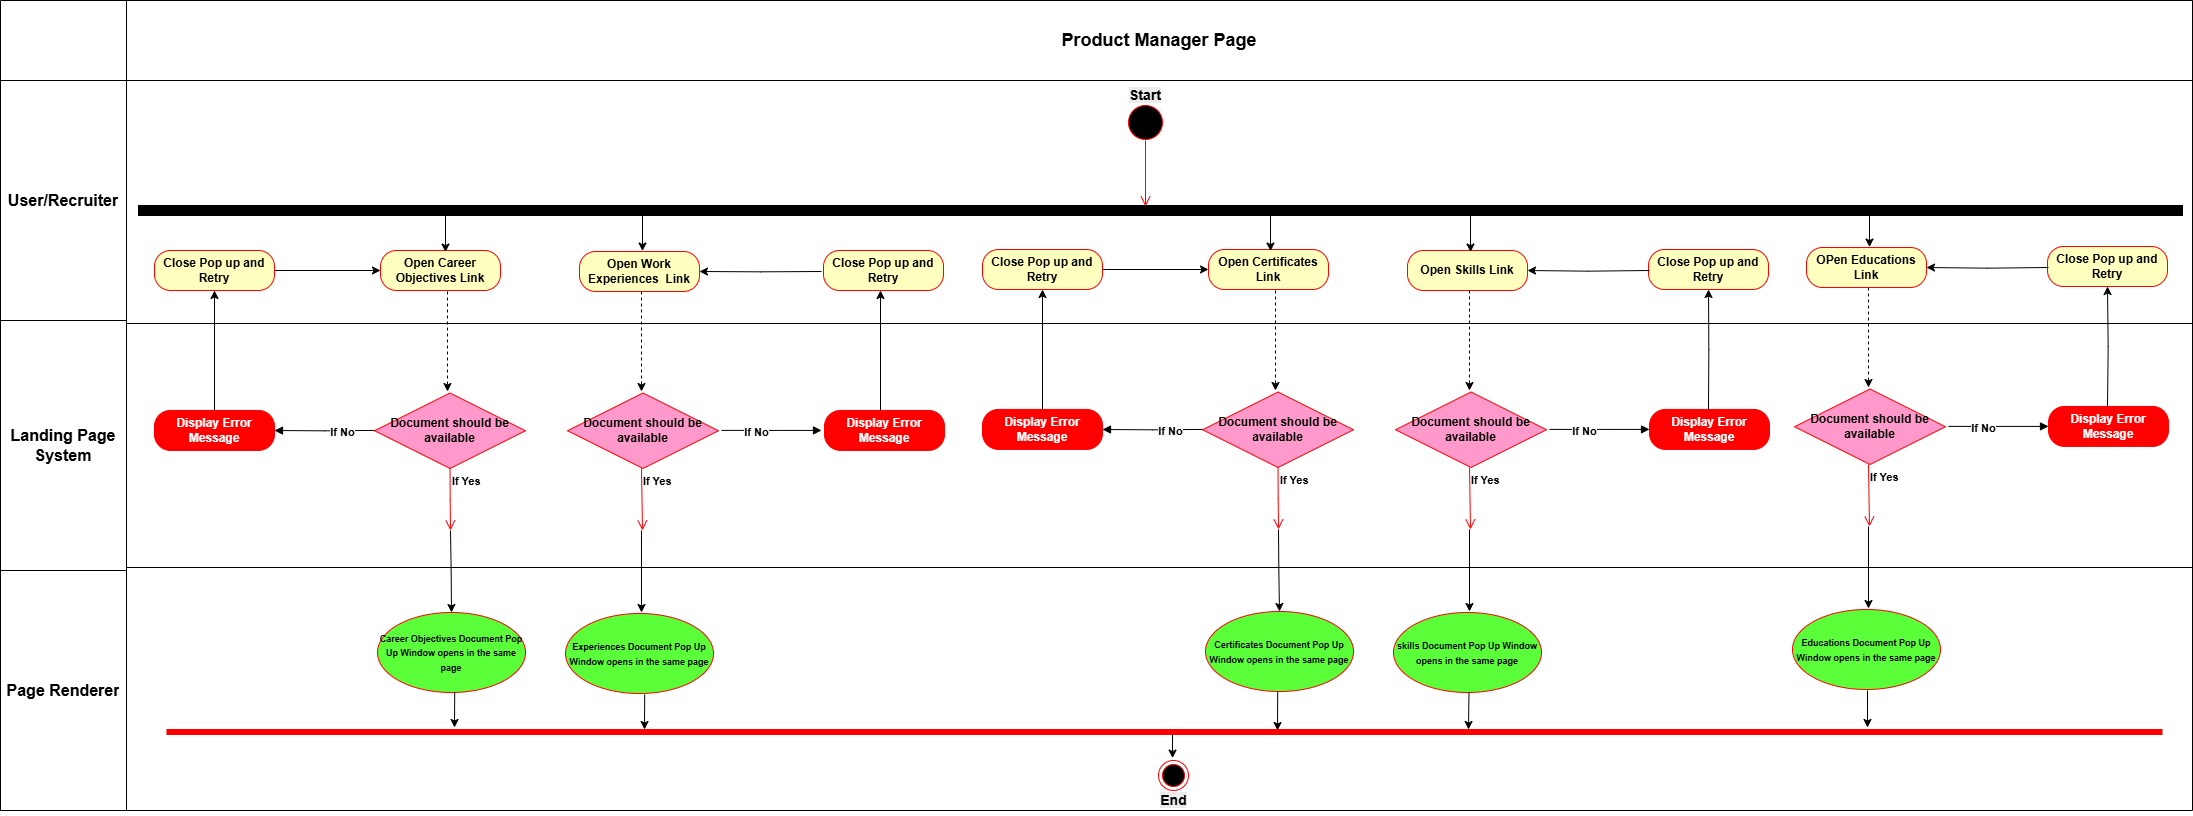 Product Manager Page
Start
User/Recruiter
Close Pop up and
Retry
Open Career
Objectives Link
Open Work
Experiences  Link
Close Pop up and
Retry
Close Pop up and
Retry
Open Certificates
Link
Open Skills Link
Close Pop up and
Retry
OPen Educations
Link
Close Pop up and
Retry
Landing Page
System
Display Error
Message
If No
Document should be
available
If Yes
Document should be
available
If No
Display Error
Message
If Yes
Display Error
Message
If No
Document should be
available
If Yes
Document should be
available
If No
Display Error
Message
If Yes
Document should be
available
If No
Display Error
Message
If Yes
Page Renderer
Career Objectives Document Pop
Up Window opens in the same
page
Experiences Document Pop Up
Window opens in the same page
Certificates Document Pop Up
Window opens in the same page
skills Document Pop Up Window
opens in the same page
Educations Document Pop Up
Window opens in the same page
End